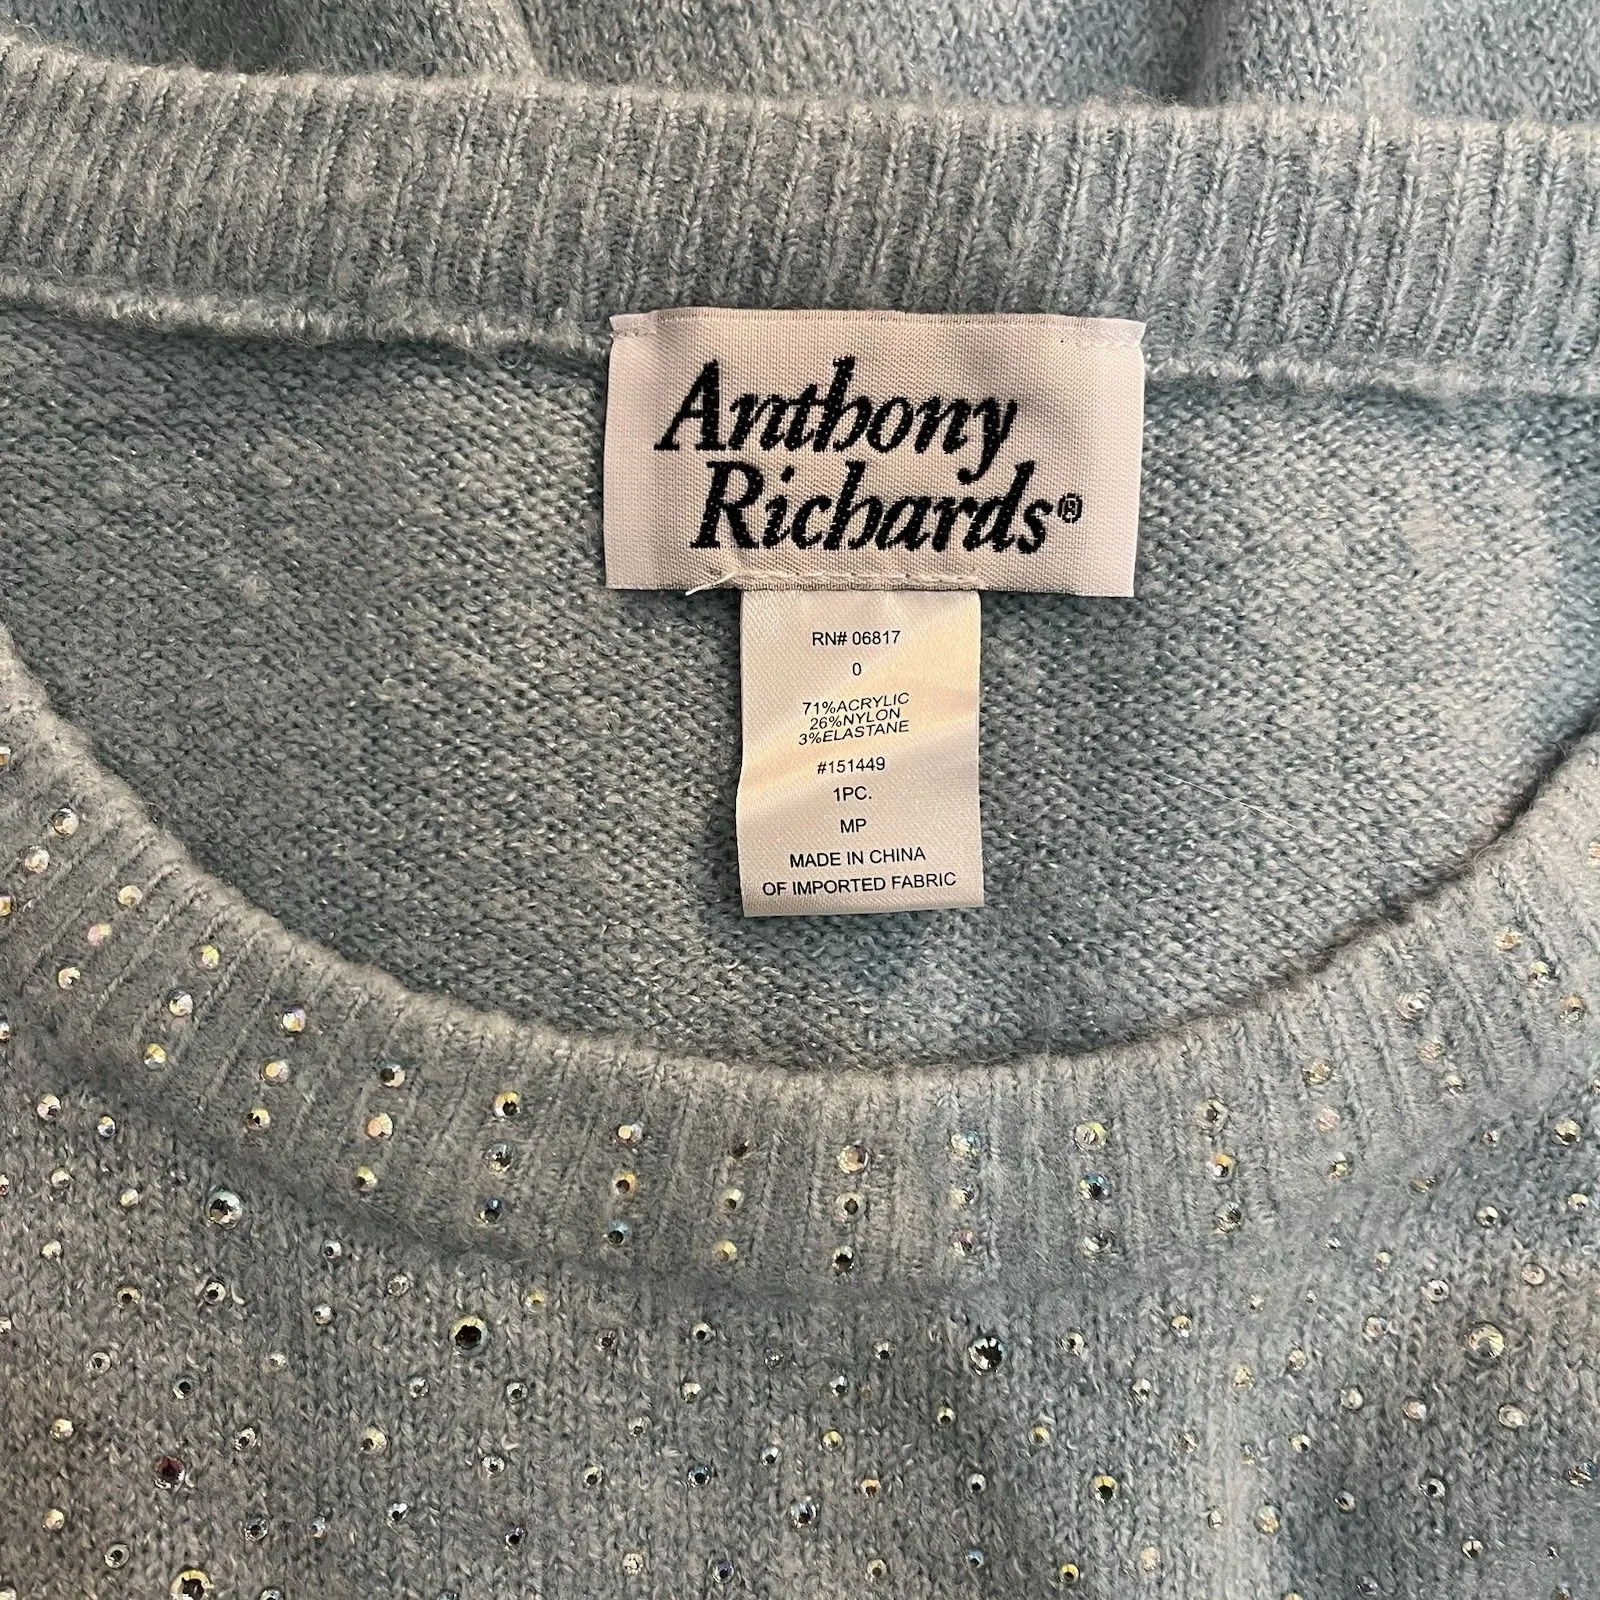 Anthony
Richards®
RN# 06817
0
71%ACRYLIC
26%NYLON
3%ELASTANE
#151449
1PC.
MP
MADE IN CHINA
OF IMPORTED FABRIC